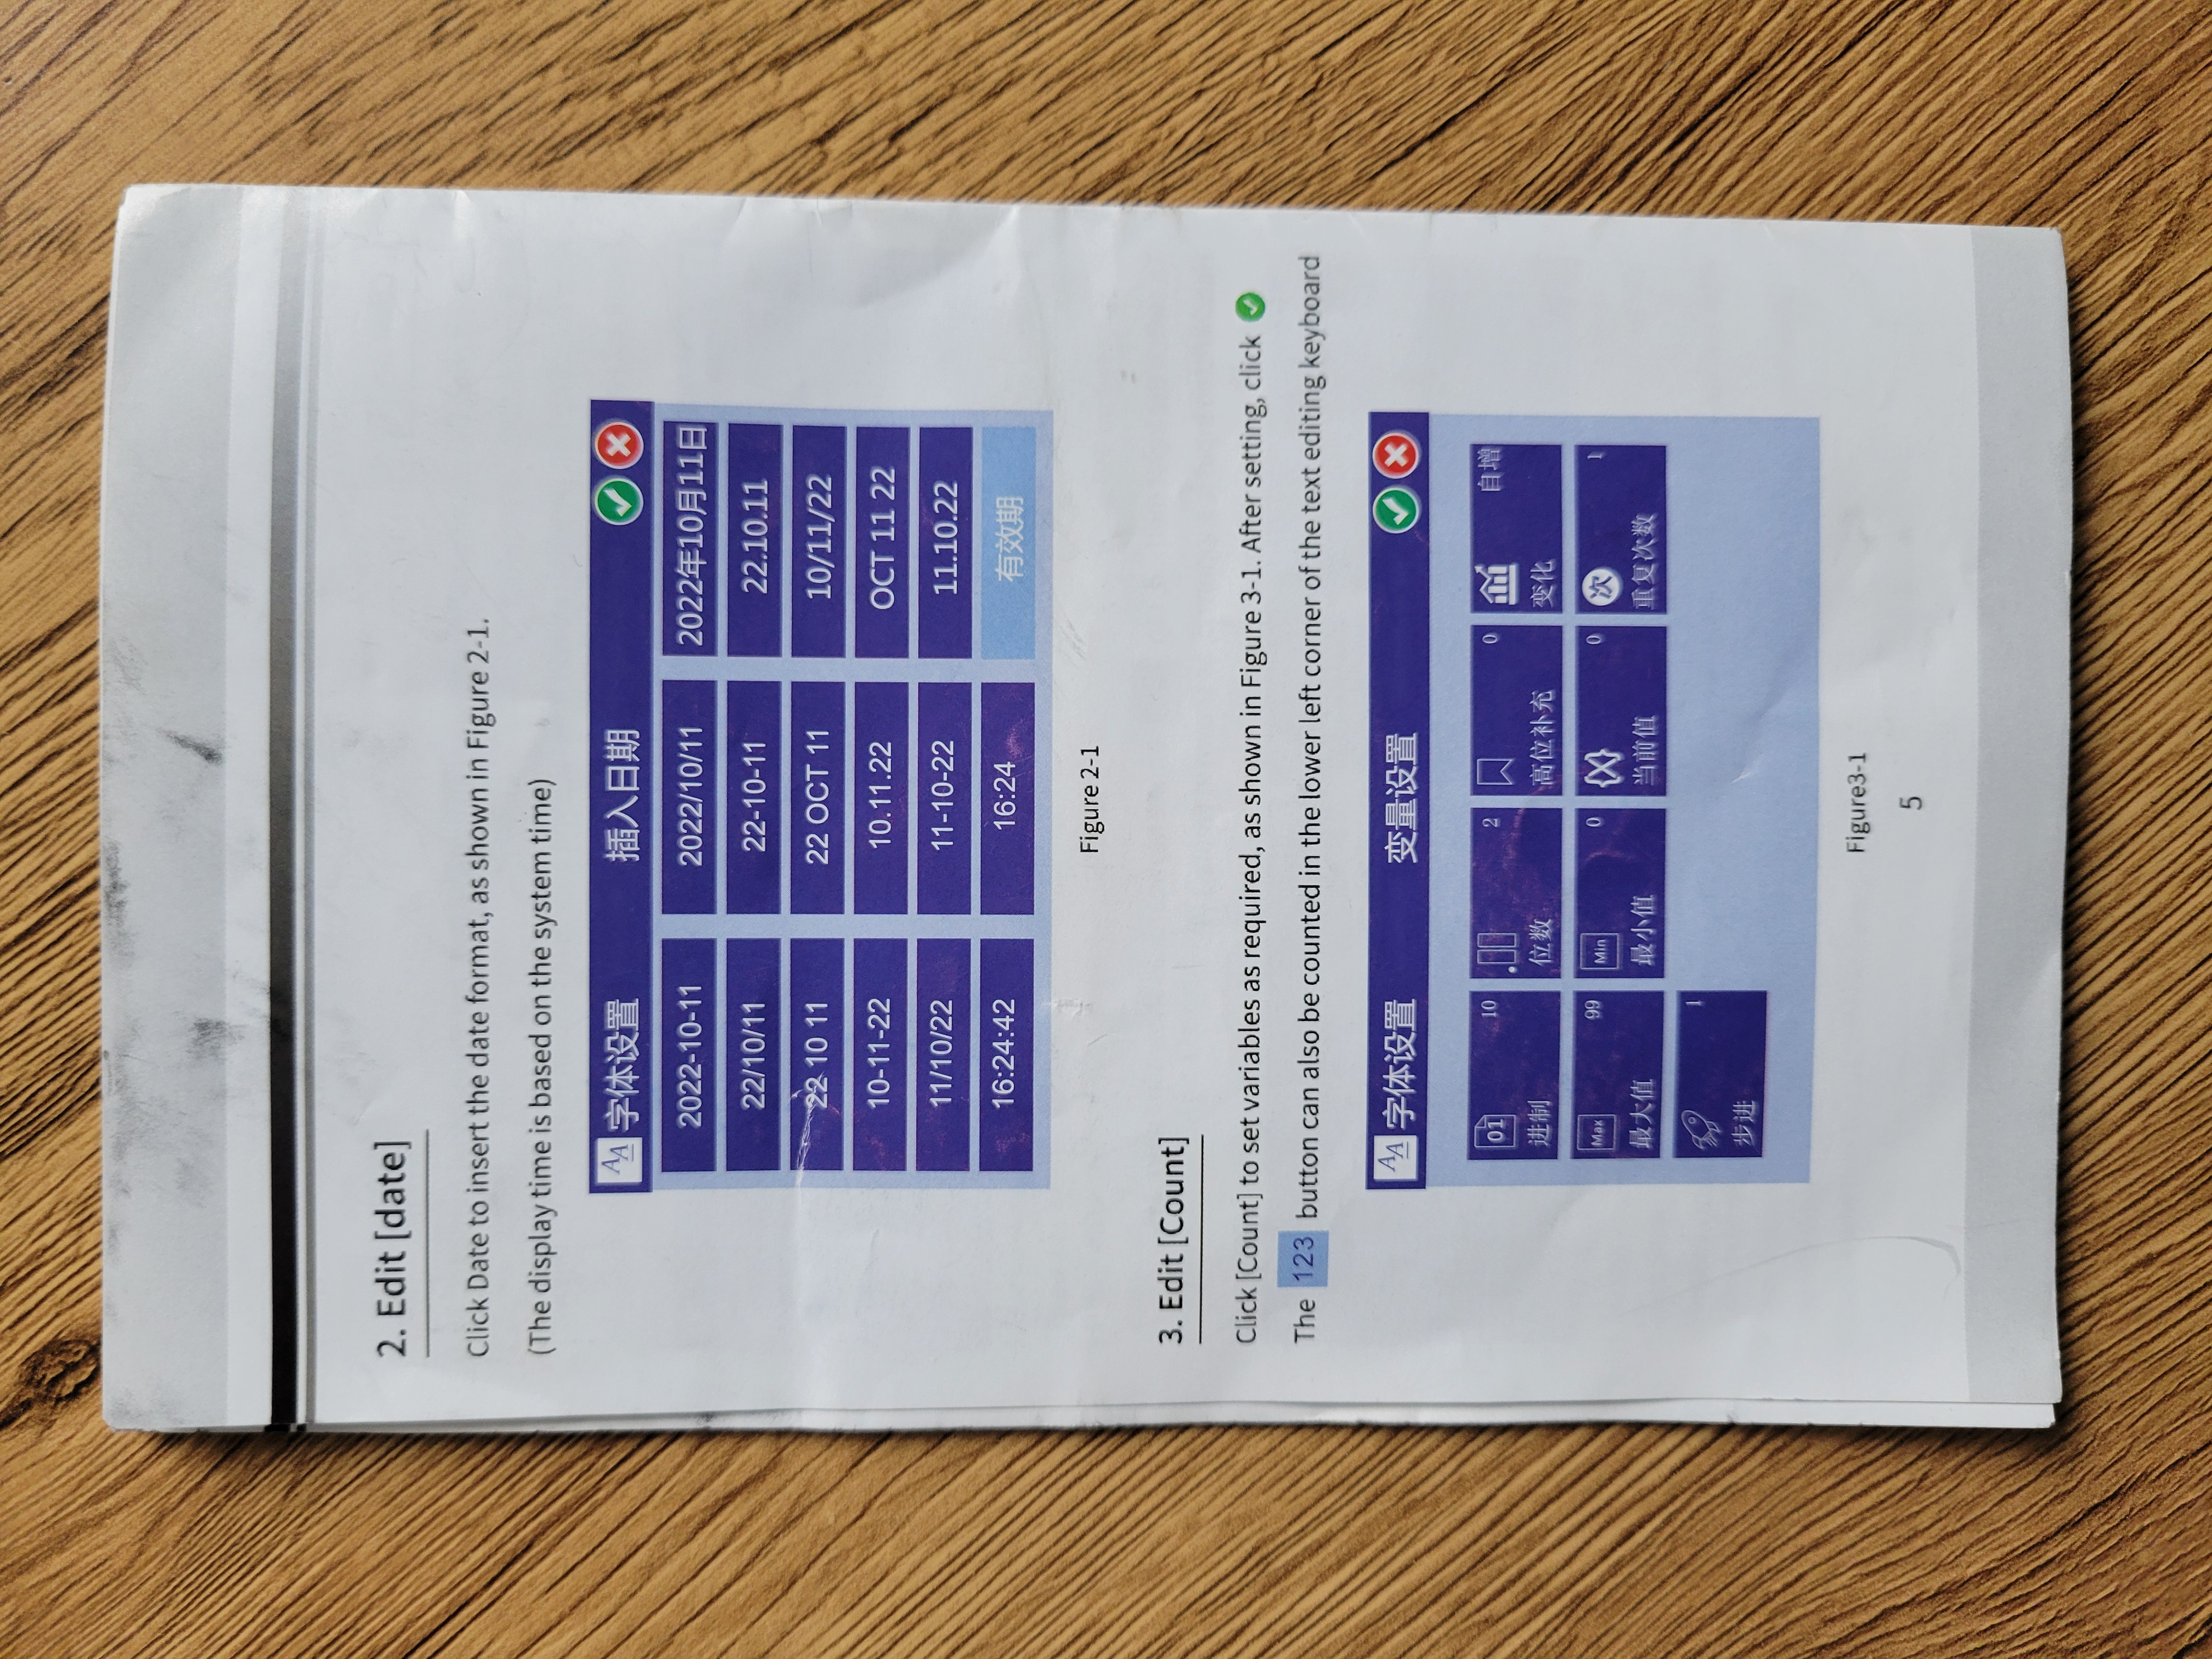 2. Edit [date]
Click Date to insert the date format, as shown in Figure 2-1.
(The display time is based on the system time)
AA 字体设置 插入日期
2022-10-11 2022/10/11 2022年10月11日
22/10/11 22-10-11 22.10.11
22 10 11 22 OCT 11 10/11/22
10-11-22 10.11.22 OCT 11 22
11/10/22 11-10-22 11.10.22
16:24:42 16:24 有效期
Figure 2-1
3. Edit [Count]
Click [Count] to set variables as required, as shown in Figure 3-1. After setting, click
The 123 button can also be counted in the lower left corner of the text editing keyboard
AA 字体设置 变量设置
01 10 2 0 自增
进制 位数 高位补充 变化
Max 99 Min 0 {X} 0 次 1
最大值 最小值 当前值 重复次数
1
步进
Figure3-1
5